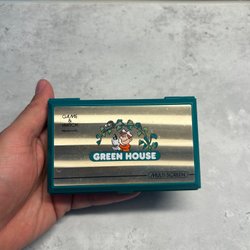 GAME &
WATCH
GREEN HOUSE
MULTI SCREEN